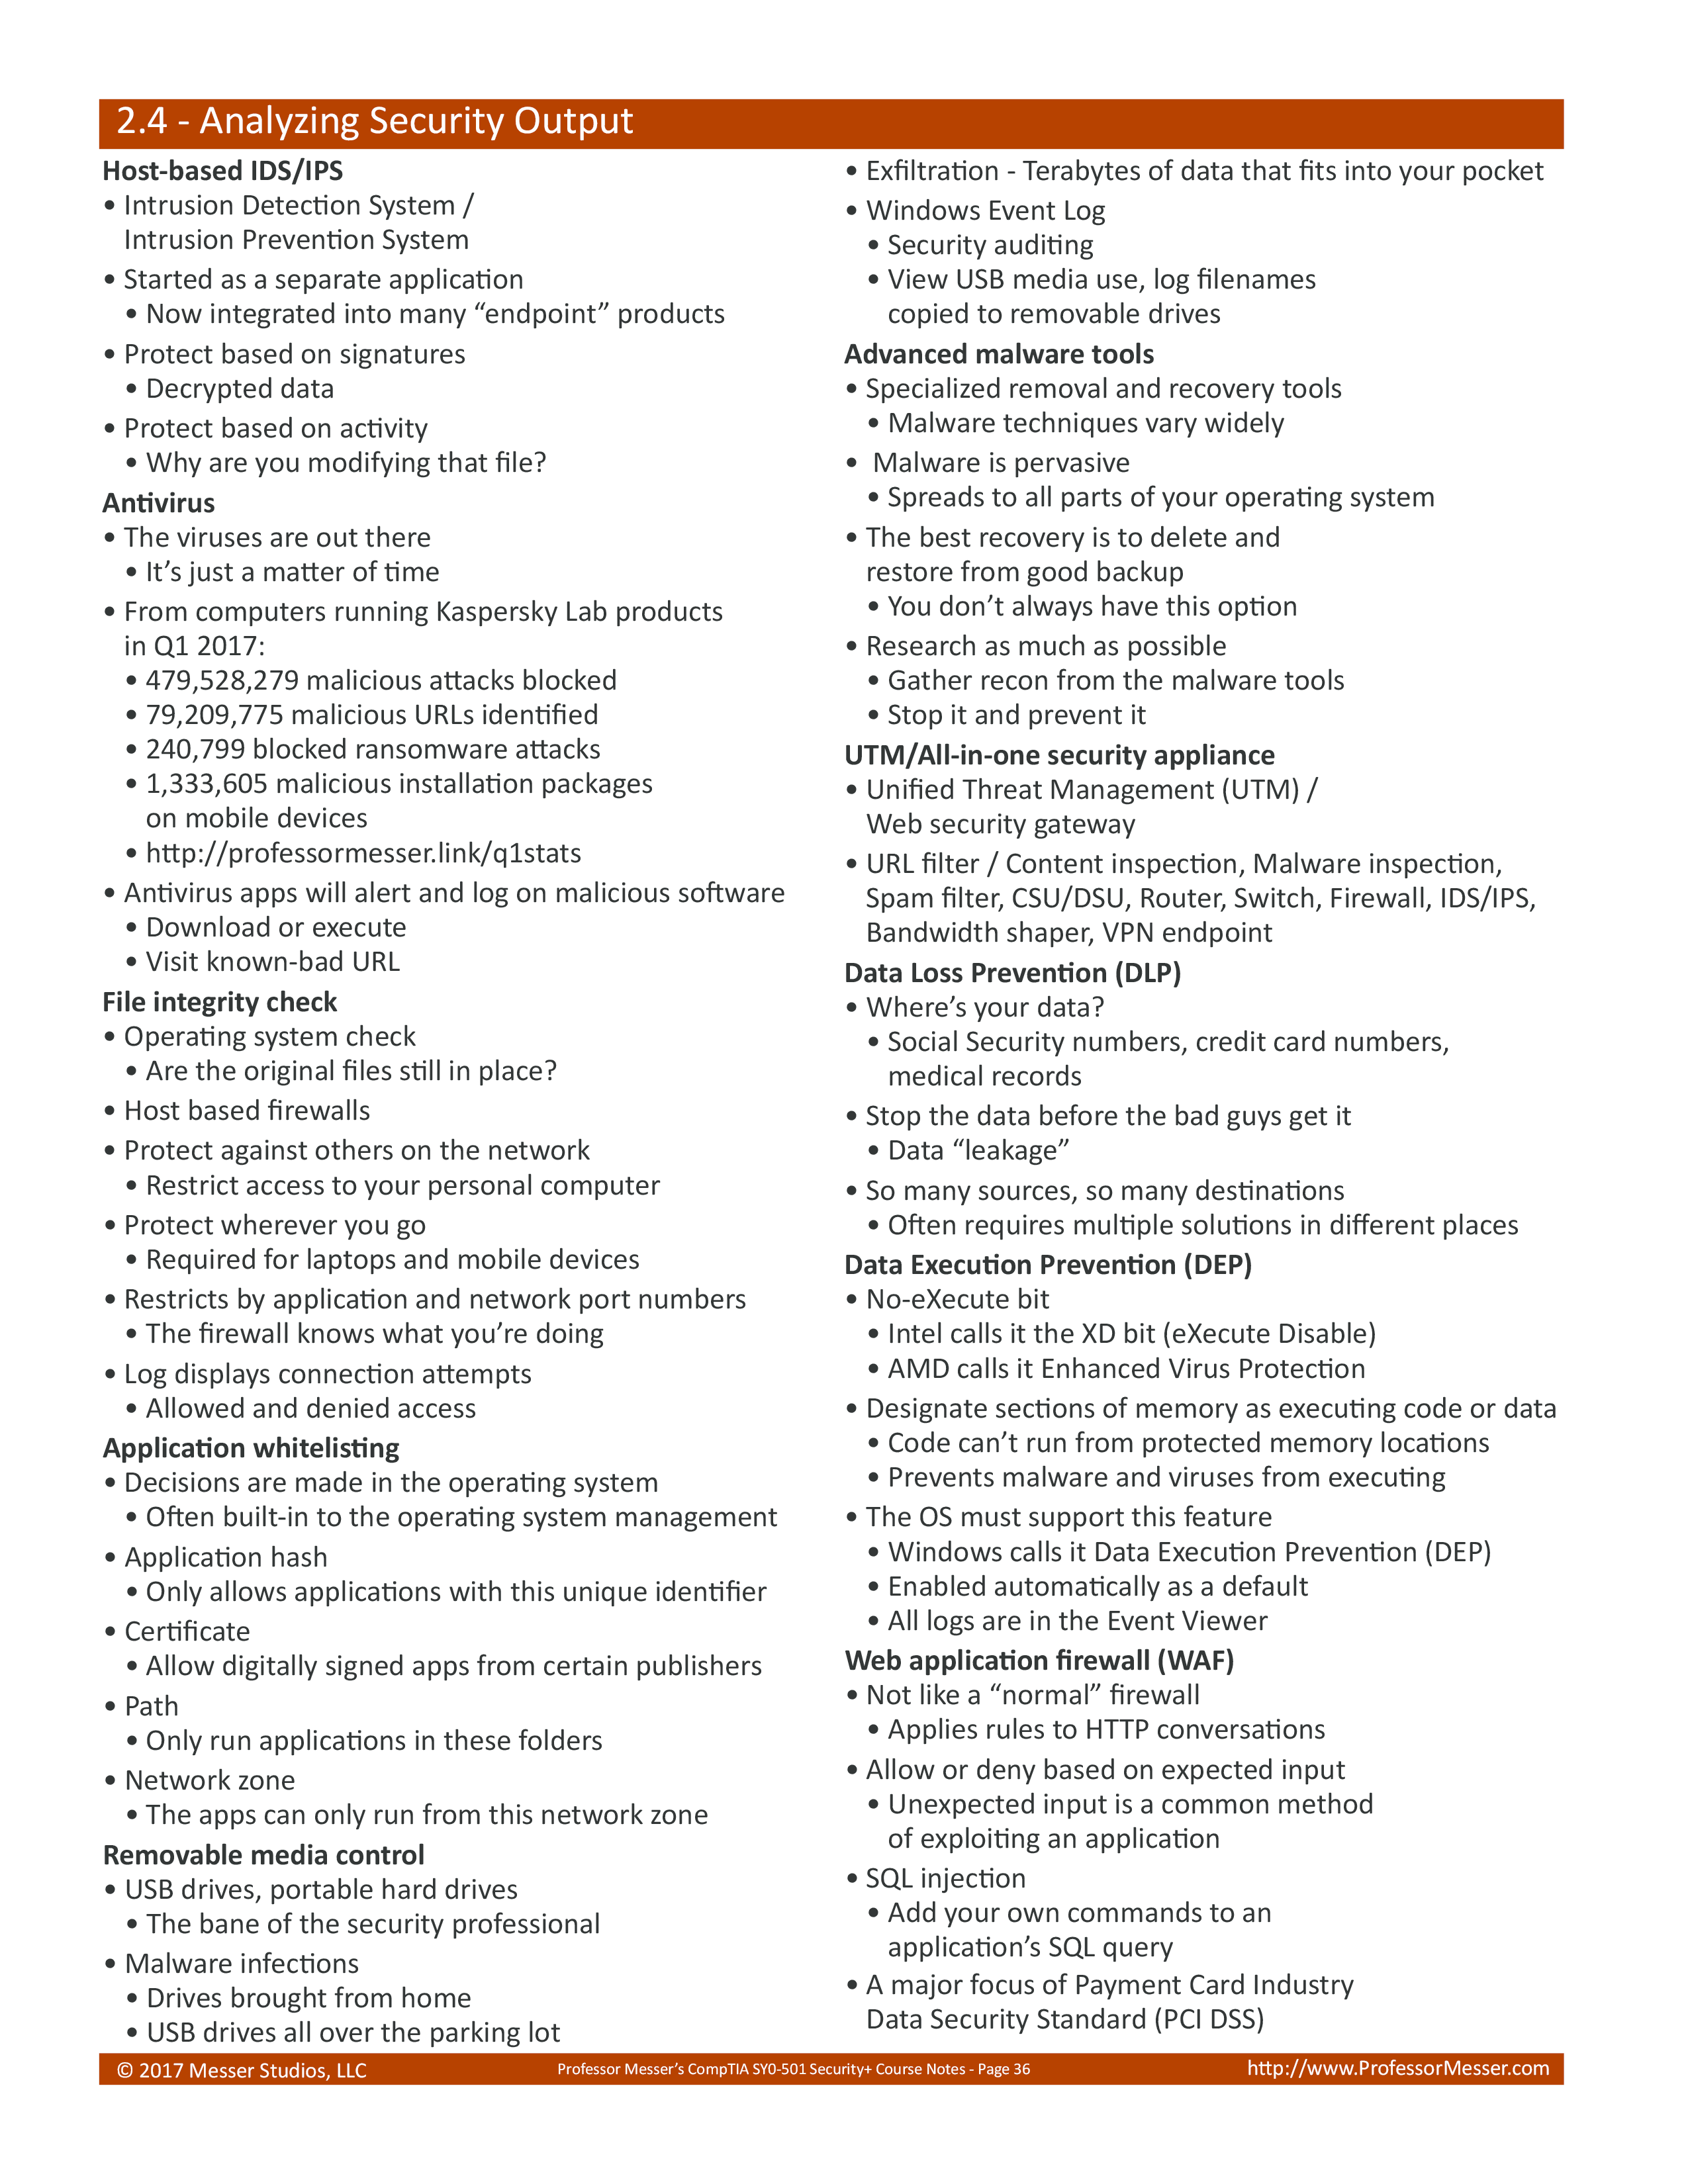 2.4 - Analyzing Security Output
Host-based IDS/IPS
• Intrusion Detection System /
Intrusion Prevention System
• Started as a separate application
• Now integrated into many “endpoint” products
• Protect based on signatures
• Decrypted data
• Protect based on activity
• Why are you modifying that file?
Antivirus
• The viruses are out there
• It’s just a matter of time
• From computers running Kaspersky Lab products
in Q1 2017:
• 479,528,279 malicious attacks blocked
• 79,209,775 malicious URLs identified
• 240,799 blocked ransomware attacks
• 1,333,605 malicious installation packages
on mobile devices
• http://professormesser.link/q1stats
• Antivirus apps will alert and log on malicious software
• Download or execute
• Visit known-bad URL
File integrity check
• Operating system check
• Are the original files still in place?
• Host based firewalls
• Protect against others on the network
• Restrict access to your personal computer
• Protect wherever you go
• Required for laptops and mobile devices
• Restricts by application and network port numbers
• The firewall knows what you’re doing
• Log displays connection attempts
• Allowed and denied access
Application whitelisting
• Decisions are made in the operating system
• Often built-in to the operating system management
• Application hash
• Only allows applications with this unique identifier
• Certificate
• Allow digitally signed apps from certain publishers
• Path
• Only run applications in these folders
• Network zone
• The apps can only run from this network zone
Removable media control
• USB drives, portable hard drives
• The bane of the security professional
• Malware infections
• Drives brought from home
• USB drives all over the parking lot
• Exfiltration - Terabytes of data that fits into your pocket
• Windows Event Log
• Security auditing
• View USB media use, log filenames
copied to removable drives
Advanced malware tools
• Specialized removal and recovery tools
• Malware techniques vary widely
• Malware is pervasive
• Spreads to all parts of your operating system
• The best recovery is to delete and
restore from good backup
• You don’t always have this option
• Research as much as possible
• Gather recon from the malware tools
• Stop it and prevent it
UTM/All-in-one security appliance
• Unified Threat Management (UTM) /
Web security gateway
• URL filter / Content inspection, Malware inspection,
Spam filter, CSU/DSU, Router, Switch, Firewall, IDS/IPS,
Bandwidth shaper, VPN endpoint
Data Loss Prevention (DLP)
• Where’s your data?
• Social Security numbers, credit card numbers,
medical records
• Stop the data before the bad guys get it
• Data “leakage”
• So many sources, so many destinations
• Often requires multiple solutions in different places
Data Execution Prevention (DEP)
• No-eXecute bit
• Intel calls it the XD bit (eXecute Disable)
• AMD calls it Enhanced Virus Protection
• Designate sections of memory as executing code or data
• Code can’t run from protected memory locations
• Prevents malware and viruses from executing
• The OS must support this feature
• Windows calls it Data Execution Prevention (DEP)
• Enabled automatically as a default
• All logs are in the Event Viewer
Web application firewall (WAF)
• Not like a “normal” firewall
• Applies rules to HTTP conversations
• Allow or deny based on expected input
• Unexpected input is a common method
of exploiting an application
• SQL injection
• Add your own commands to an
application’s SQL query
• A major focus of Payment Card Industry
Data Security Standard (PCI DSS)
© 2017 Messer Studios, LLC
Professor Messer’s CompTIA SY0-501 Security+ Course Notes - Page 36
http://www.ProfessorMesser.com